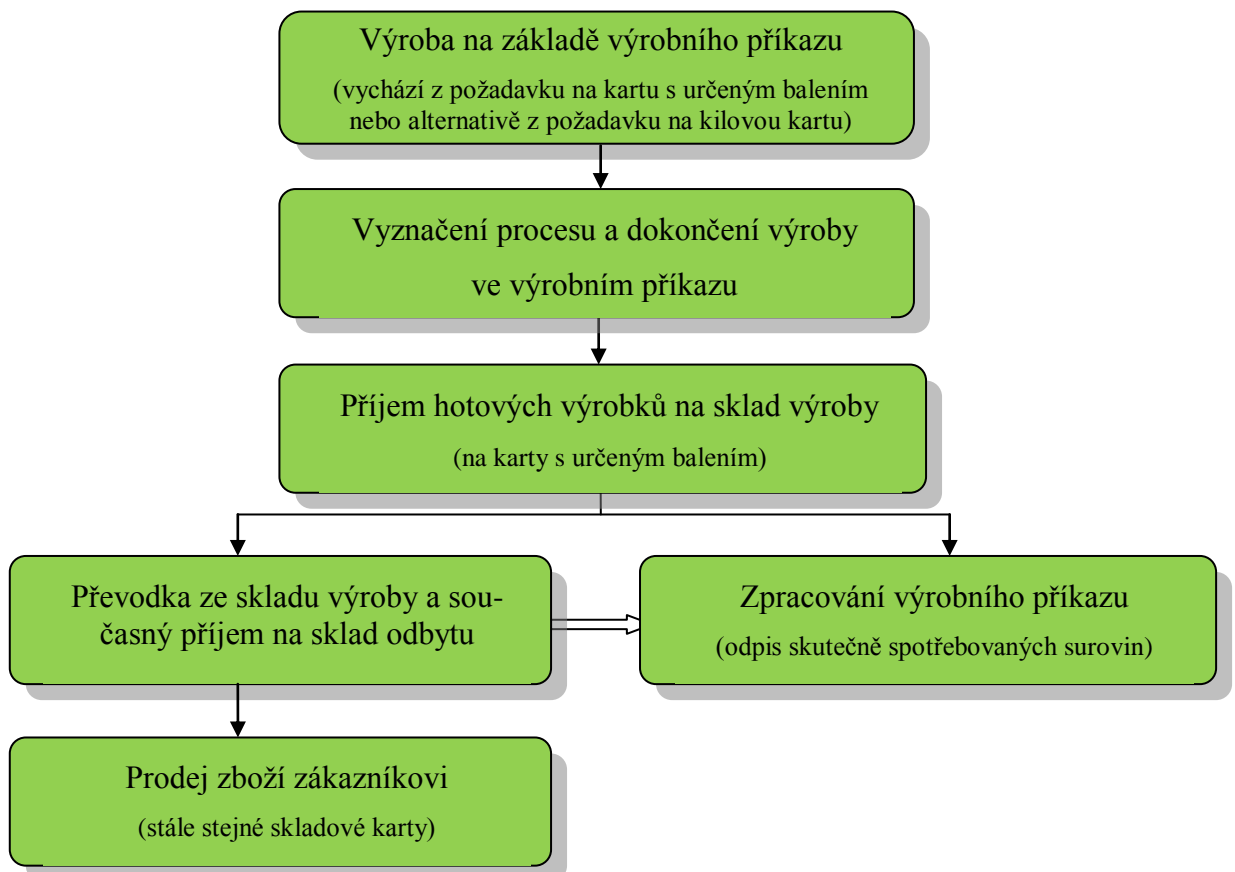 Výroba na základě výrobního příkazu
(vychází z požadavku na kartu s určeným balením
nebo alternativě z požadavku na kilovou kartu)
Vyznačení procesu a dokončení výroby
ve výrobním příkazu
Příjem hotových výrobků na sklad výroby
(na karty s určeným balením)
Převodka ze skladu výroby a sou-
časný příjem na sklad odbytu
Zpracování výrobního příkazu
(odpis skutečně spotřebovaných surovin)
Prodej zboží zákazníkovi
(stále stejné skladové karty)